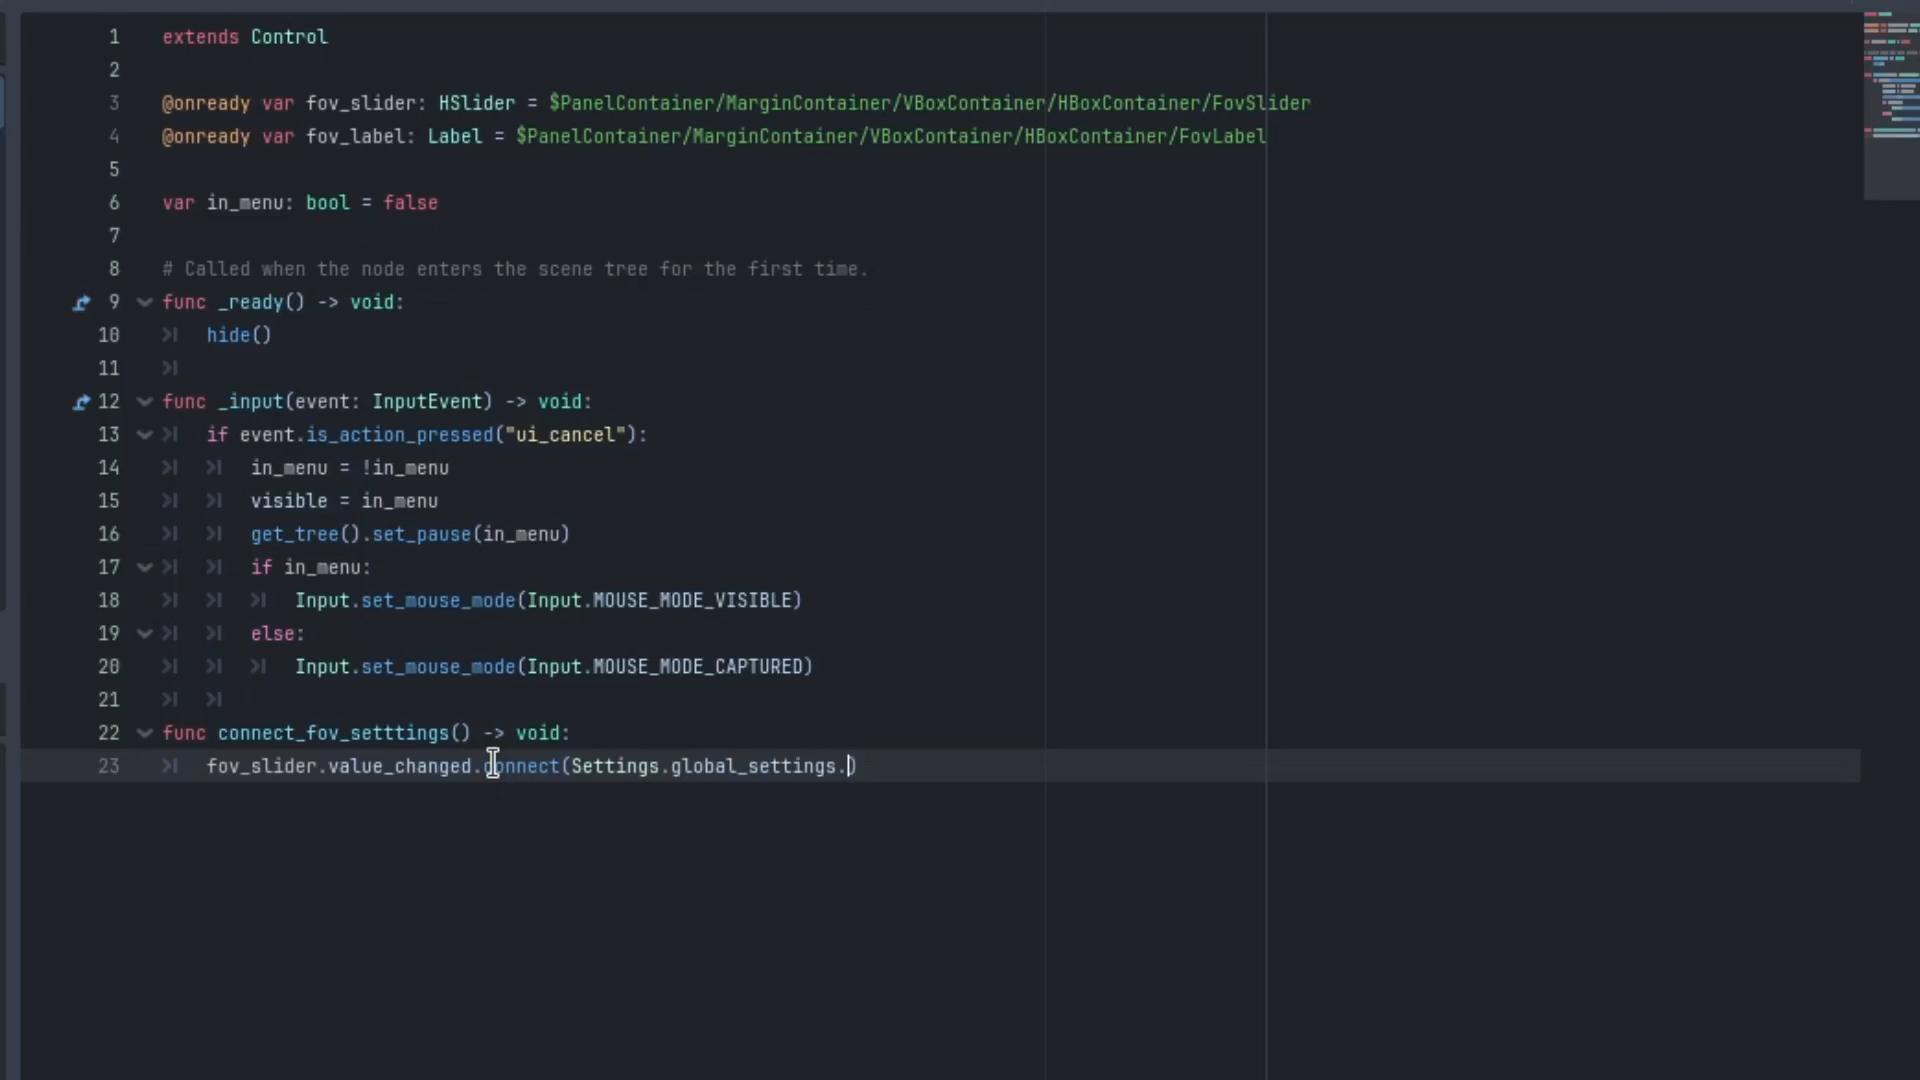 1 extends Control
2
3 @onready var fov_slider: HSlider = $PanelContainer/MarginContainer/VBoxContainer/HBoxContainer/FovSlider
4 @onready var fov_label: Label = $PanelContainer/MarginContainer/VBoxContainer/HBoxContainer/FovLabel
5
6 var in_menu: bool = false
7
8 # Called when the node enters the scene tree for the first time.
9 func _ready() -> void:
10 hide()
11
12 func _input(event: InputEvent) -> void:
13 if event.is_action_pressed("ui_cancel"):
14 in_menu = !in_menu
15 visible = in_menu
16 get_tree().set_pause(in_menu)
17 if in_menu:
18 Input.set_mouse_mode(Input.MOUSE_MODE_VISIBLE)
19 else:
20 Input.set_mouse_mode(Input.MOUSE_MODE_CAPTURED)
21
22 func connect_fov_setttings() -> void:
23 fov_slider.value_changed.connect(Settings.global_settings.)